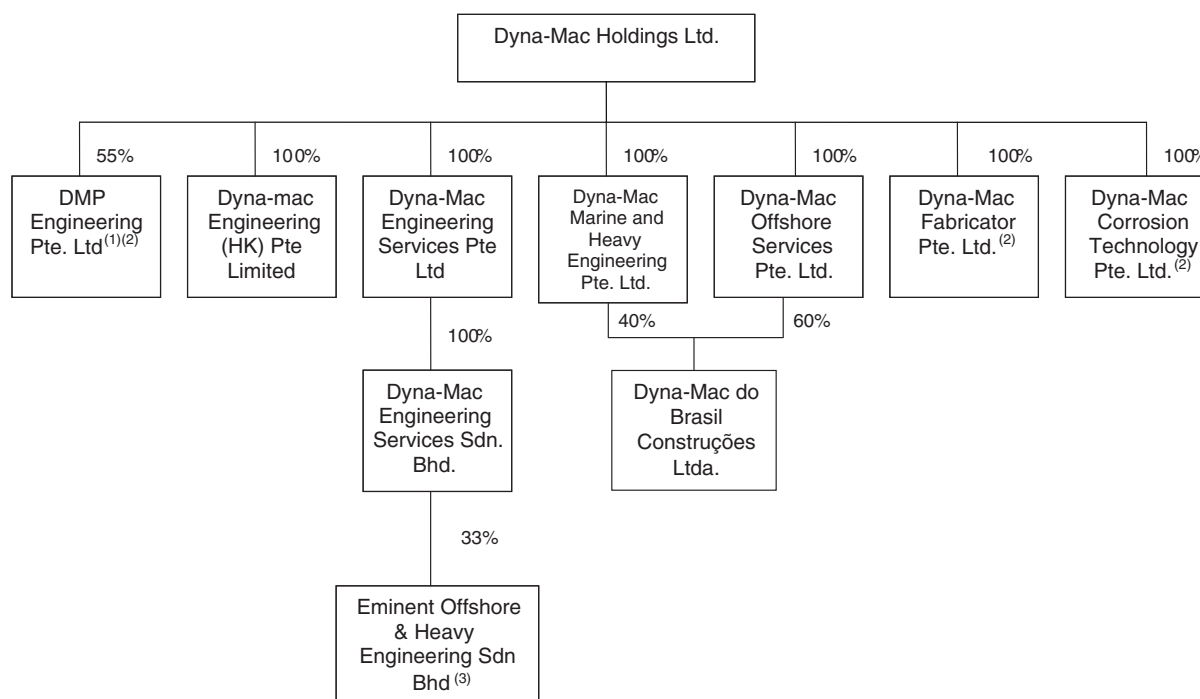 Dyna-Mac Holdings Ltd.
55%
100%
100%
100%
100%
100%
100%
DMP
Engineering
Pte. Ltd(1)(2)
Dyna-mac
Engineering
(HK) Pte
Limited
Dyna-Mac
Engineering
Services Pte
Ltd
Dyna-Mac
Marine and
Heavy
Engineering
Pte. Ltd.
Dyna-Mac
Offshore
Services
Pte. Ltd.
Dyna-Mac
Fabricator
Pte. Ltd.(2)
Dyna-Mac
Corrosion
Technology
Pte. Ltd.(2)
100%
40%
60%
Dyna-Mac
Engineering
Services Sdn.
Bhd.
Dyna-Mac do
Brasil
Construções
Ltda.
33%
Eminent Offshore
& Heavy
Engineering Sdn
Bhd (3)